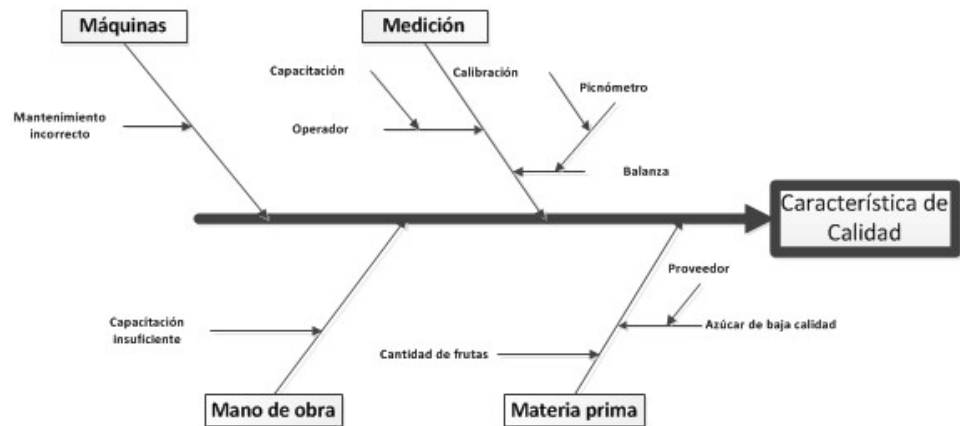 Máquinas
Medición
Capacitación
Calibración
Picnómetro
Mantenimiento
incorrecto
Operador
Balanza
Característica de
Calidad
Proveedor
Capacitación
insuficiente
Azúcar de baja calidad
Cantidad de frutas
Mano de obra
Materia prima